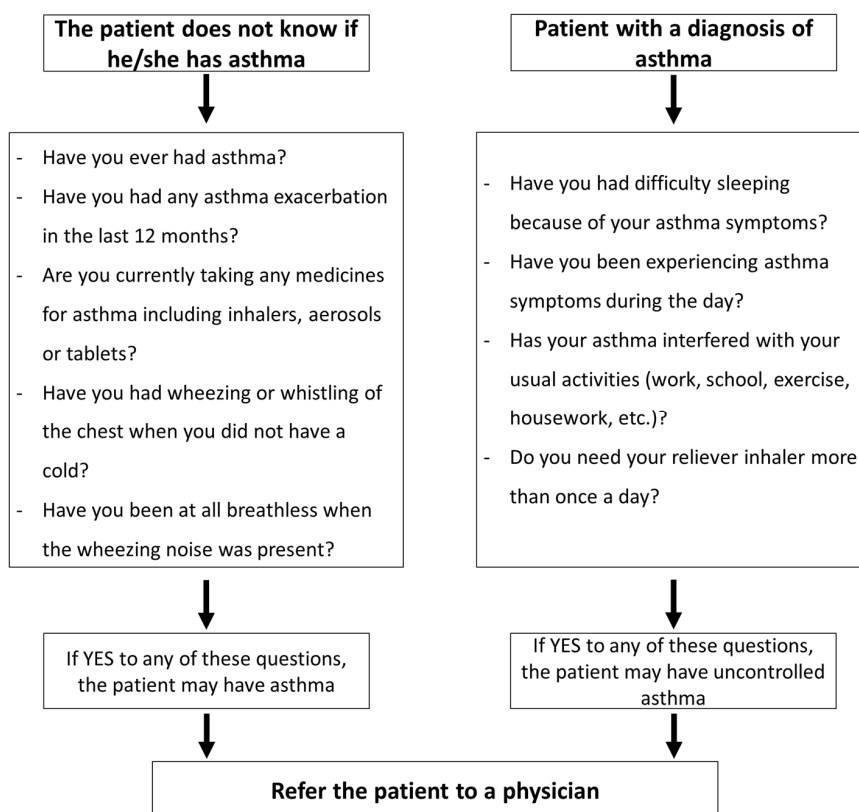 The patient does not know if
he/she has asthma
- Have you ever had asthma?
- Have you had any asthma exacerbation
in the last 12 months?
- Are you currently taking any medicines
for asthma including inhalers, aerosols
or tablets?
- Have you had wheezing or whistling of
the chest when you did not have a
cold?
- Have you been at all breathless when
the wheezing noise was present?
If YES to any of these questions,
the patient may have asthma
Patient with a diagnosis of
asthma
- Have you had difficulty sleeping
because of your asthma symptoms?
- Have you been experiencing asthma
symptoms during the day?
- Has your asthma interfered with your
usual activities (work, school, exercise,
housework, etc.)?
- Do you need your reliever inhaler more
than once a day?
If YES to any of these questions,
the patient may have uncontrolled
asthma
Refer the patient to a physician